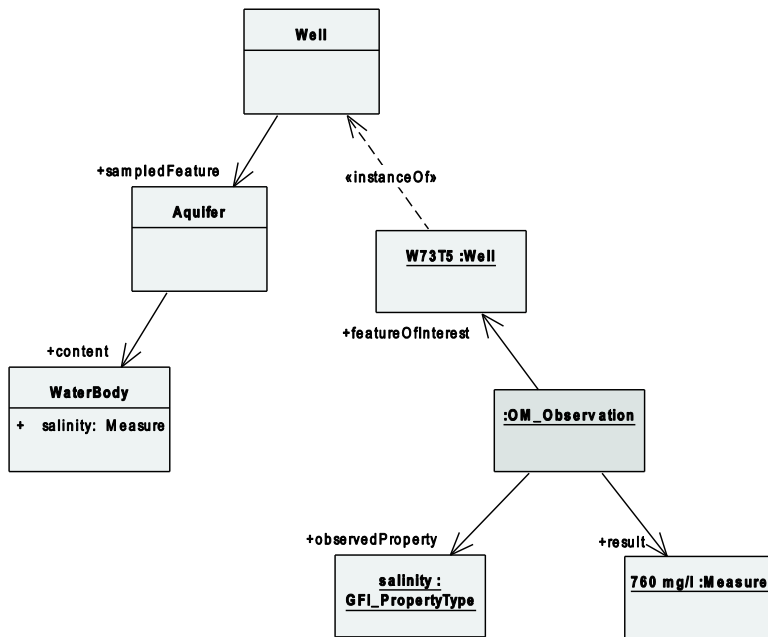 Well
+sampledFeature
«instanceOf»
Aquifer
W73T5 :Well
+featureOfInterest
+content
WaterBody
+ salinity: Measure
:OM_Observation
+observedProperty
+result
salinity :
GFI_PropertyType
760 mg/l :Measure